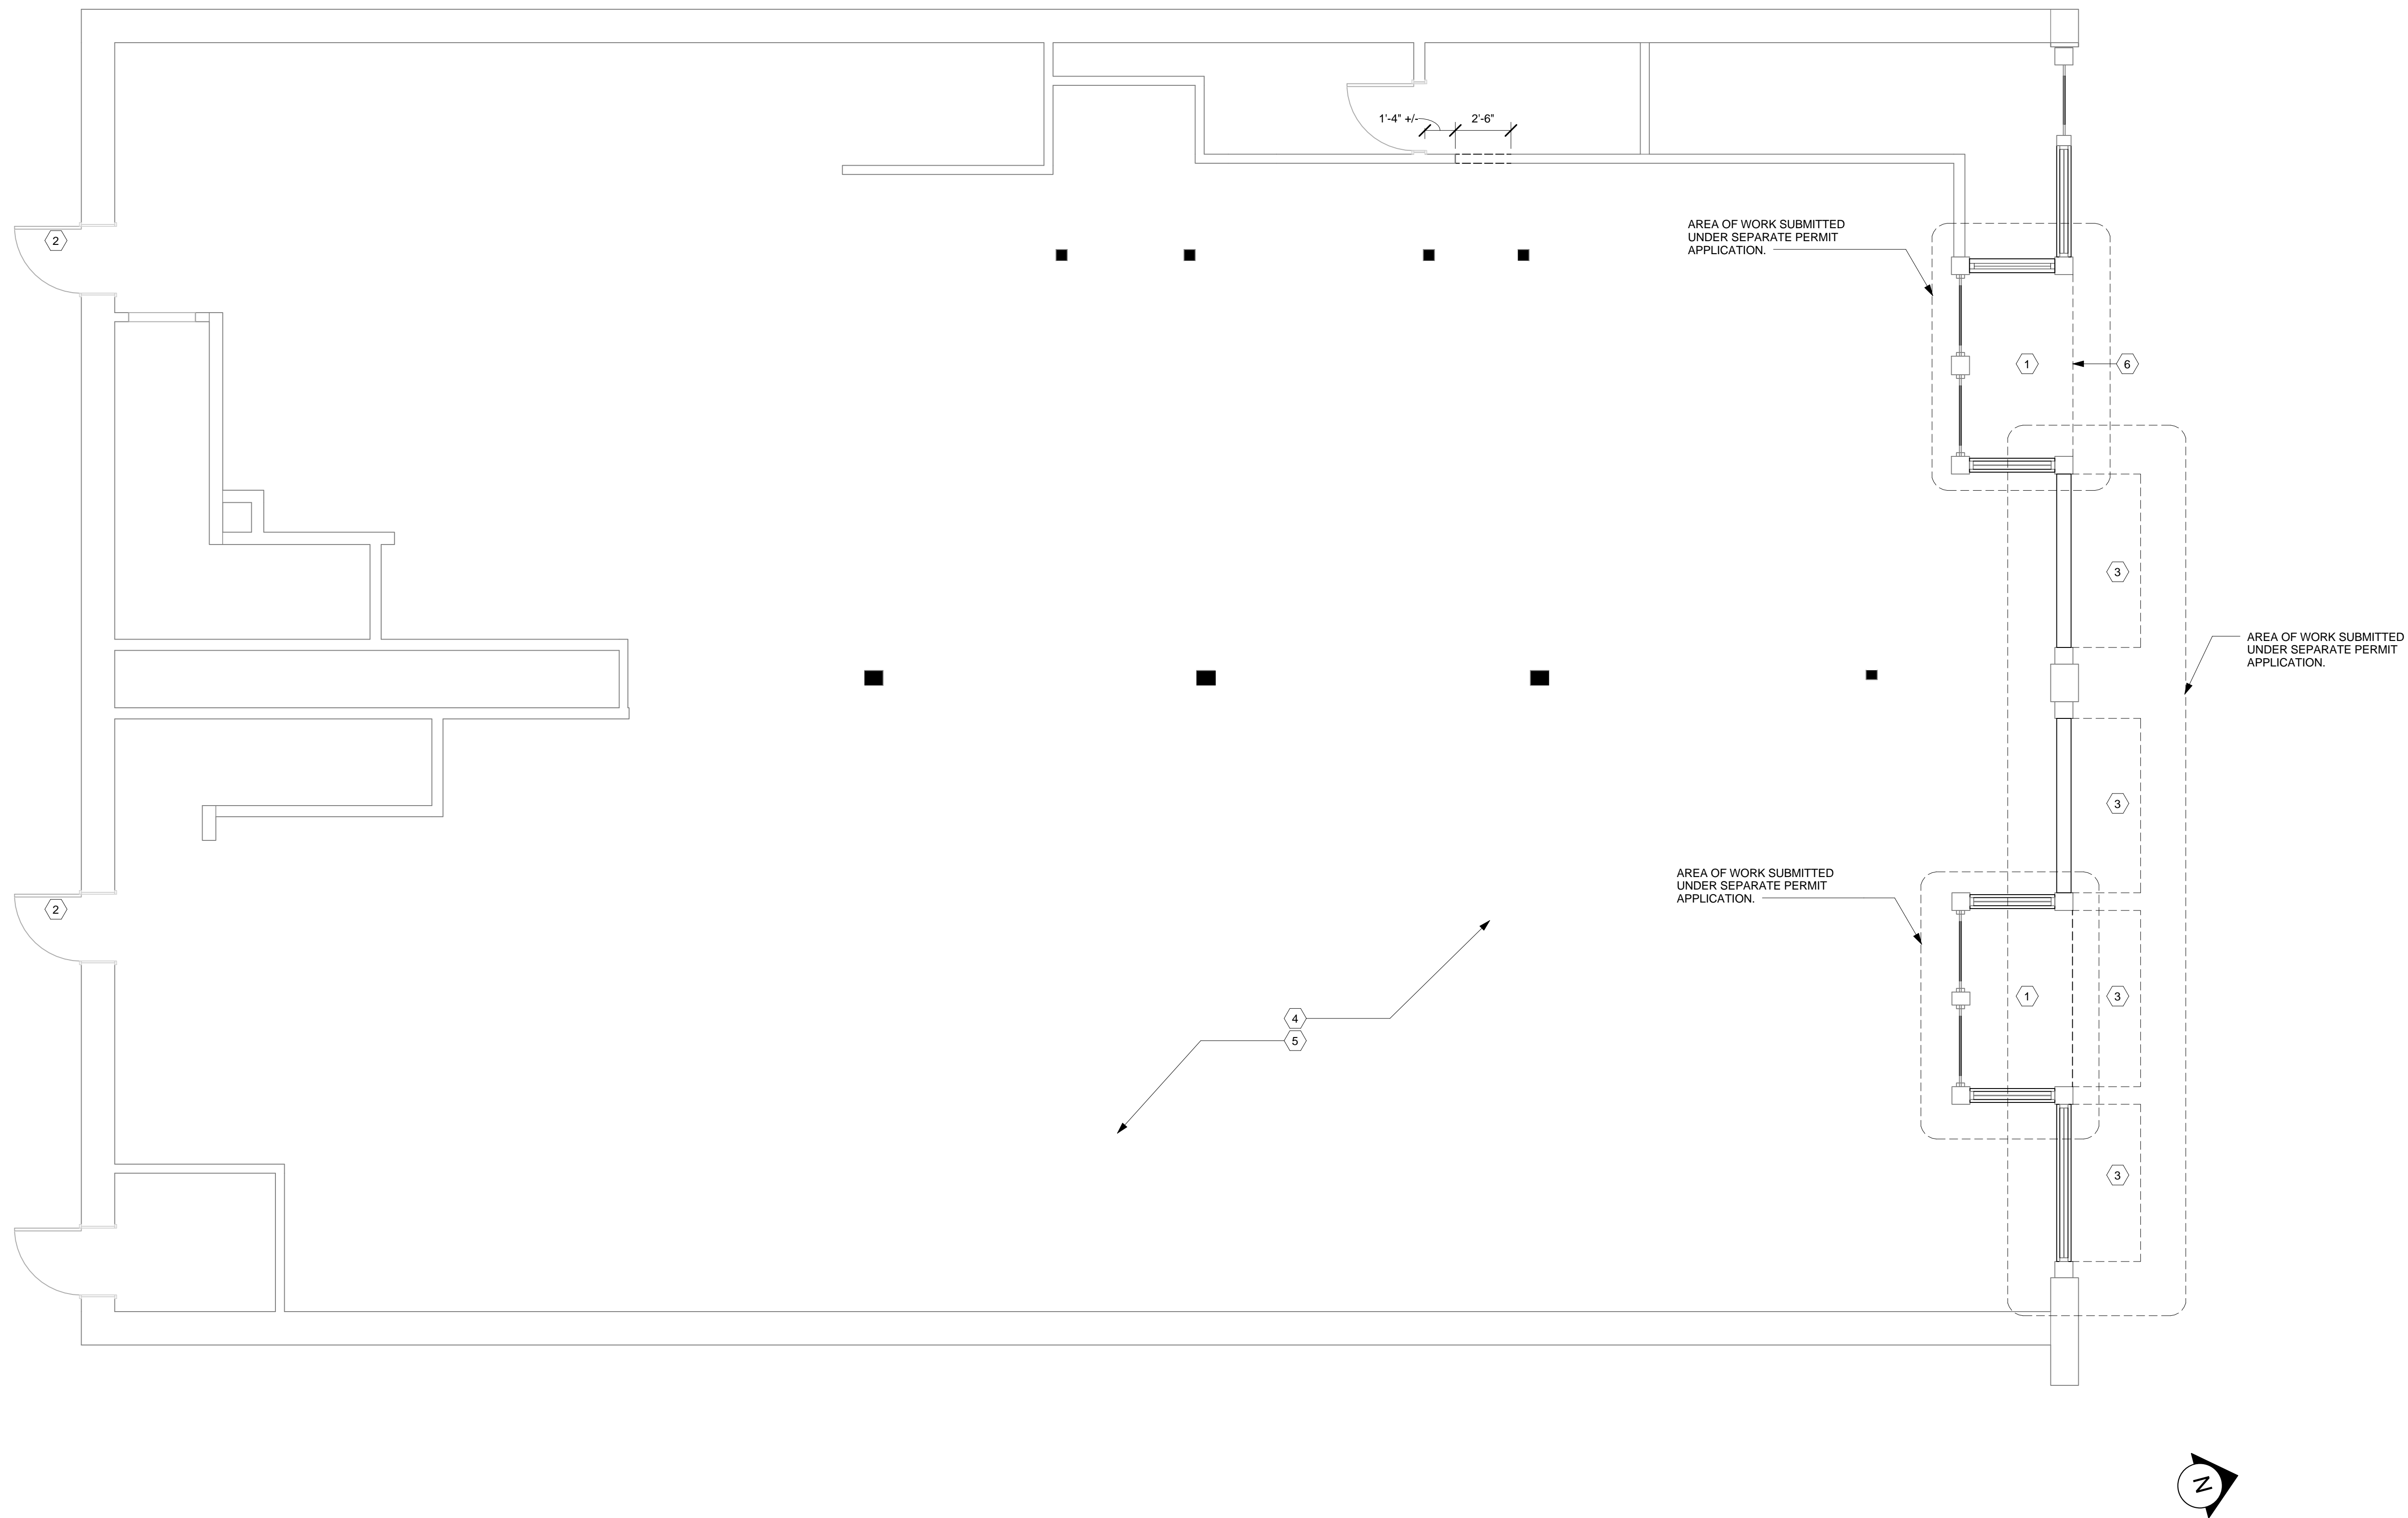 1'-4" +/-
2'-6"
AREA OF WORK SUBMITTED
UNDER SEPARATE PERMIT
APPLICATION.
2
1
6
3
AREA OF WORK SUBMITTED
UNDER SEPARATE PERMIT
APPLICATION.
3
AREA OF WORK SUBMITTED
UNDER SEPARATE PERMIT
APPLICATION.
2
1
3
4
5
3
N